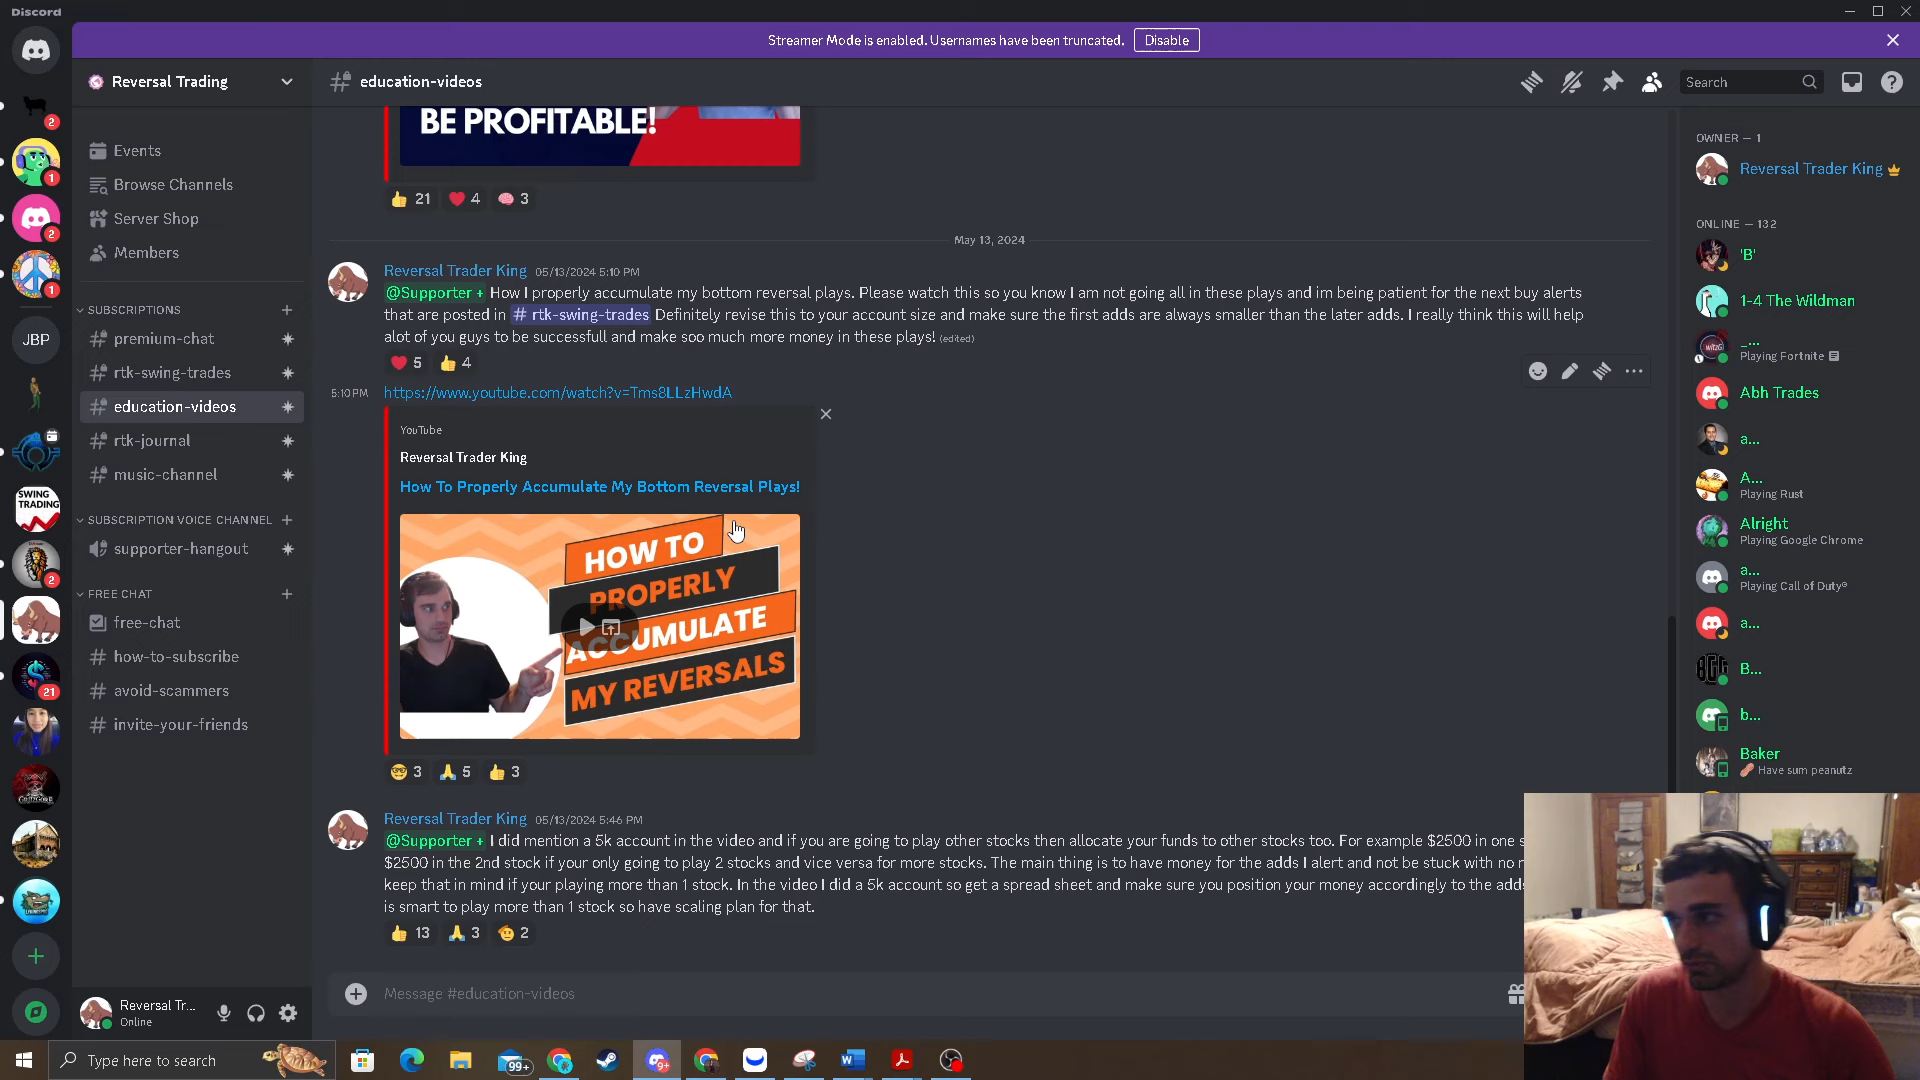 Discord
Streamer Mode is enabled. Usernames have been truncated. Disable
Reversal Trading
education-videos
Search
2
1
2
1
JBP
SWING
TRADING
2
21
Events
Browse Channels
Server Shop
Members
SUBSCRIPTIONS
premium-chat
rtk-swing-trades
education-videos
rtk-journal
music-channel
SUBSCRIPTION VOICE CHANNEL
supporter-hangout
FREE CHAT
free-chat
how-to-subscribe
avoid-scammers
invite-your-friends
Reversal Tr...
Online
BE PROFITABLE!
21 4 3
May 13, 2024
Reversal Trader King 05/13/2024 5:10 PM
@Supporter + How I properly accumulate my bottom reversal plays. Please watch this so you know I am not going all in these plays and im being patient for the next buy alerts
that are posted in # rtk-swing-trades Definitely revise this to your account size and make sure the first adds are always smaller than the later adds. I really think this will help
alot of you guys to be successfull and make soo much more money in these plays! (edited)
5 4
5:10 PM https://www.youtube.com/watch?v=Tms8LLzHwdA
YouTube
Reversal Trader King
How To Properly Accumulate My Bottom Reversal Plays!
HOW TO
PROPERLY
ACCUMULATE
MY REVERSALS
3 5 3
Reversal Trader King 05/13/2024 5:46 PM
@Supporter + I did mention a 5k account in the video and if you are going to play other stocks then allocate your funds to other stocks too. For example $2500 in one
$2500 in the 2nd stock if your only going to play 2 stocks and vice versa for more stocks. The main thing is to have money for the adds I alert and not be stuck with no
keep that in mind if your playing more than 1 stock. In the video I did a 5k account so get a spread sheet and make sure you position your money accordingly to the adds
is smart to play more than 1 stock so have scaling plan for that.
13 3 2
Message #education-videos
OWNER — 1
Reversal Trader King
ONLINE — 132
'B'
1-4 The Wildman
_...
Playing Fortnite
Abh Trades
a...
A...
Playing Rust
Alright
Playing Google Chrome
a...
Playing Call of Duty®
a...
B...
b...
Baker
Have sum peanutz
Type here to search
99+
9+